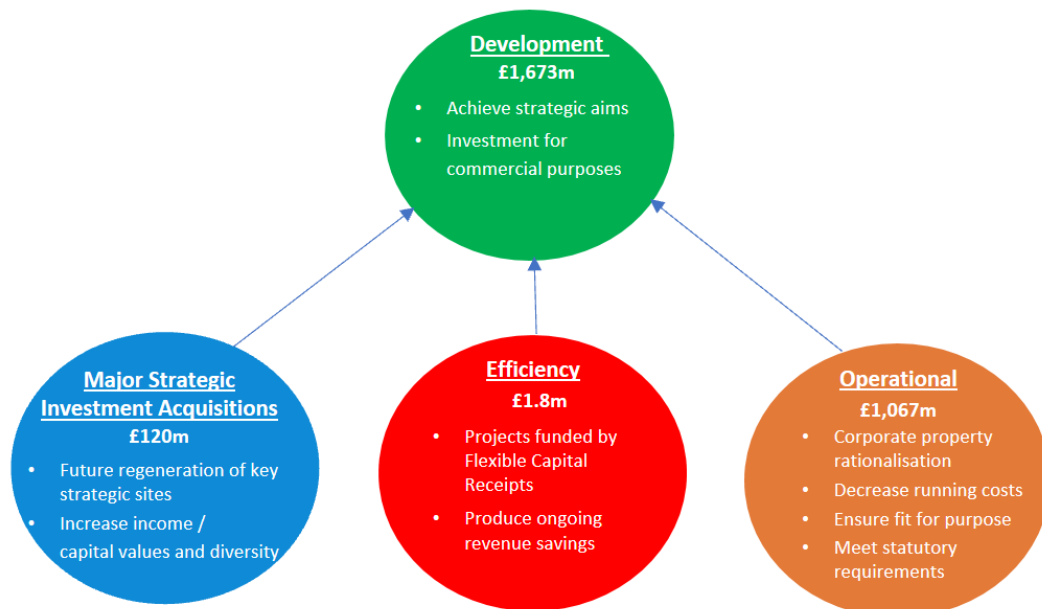 Development
£1,673m
• Achieve strategic aims
• Investment for
commercial purposes
Major Strategic
Investment Acquisitions
£120m
• Future regeneration of key
strategic sites
• Increase income /
capital values and diversity
Efficiency
£1.8m
• Projects funded by
Flexible Capital
Receipts
• Produce ongoing
revenue savings
Operational
£1,067m
• Corporate property
rationalisation
• Decrease running costs
• Ensure fit for purpose
• Meet statutory
requirements